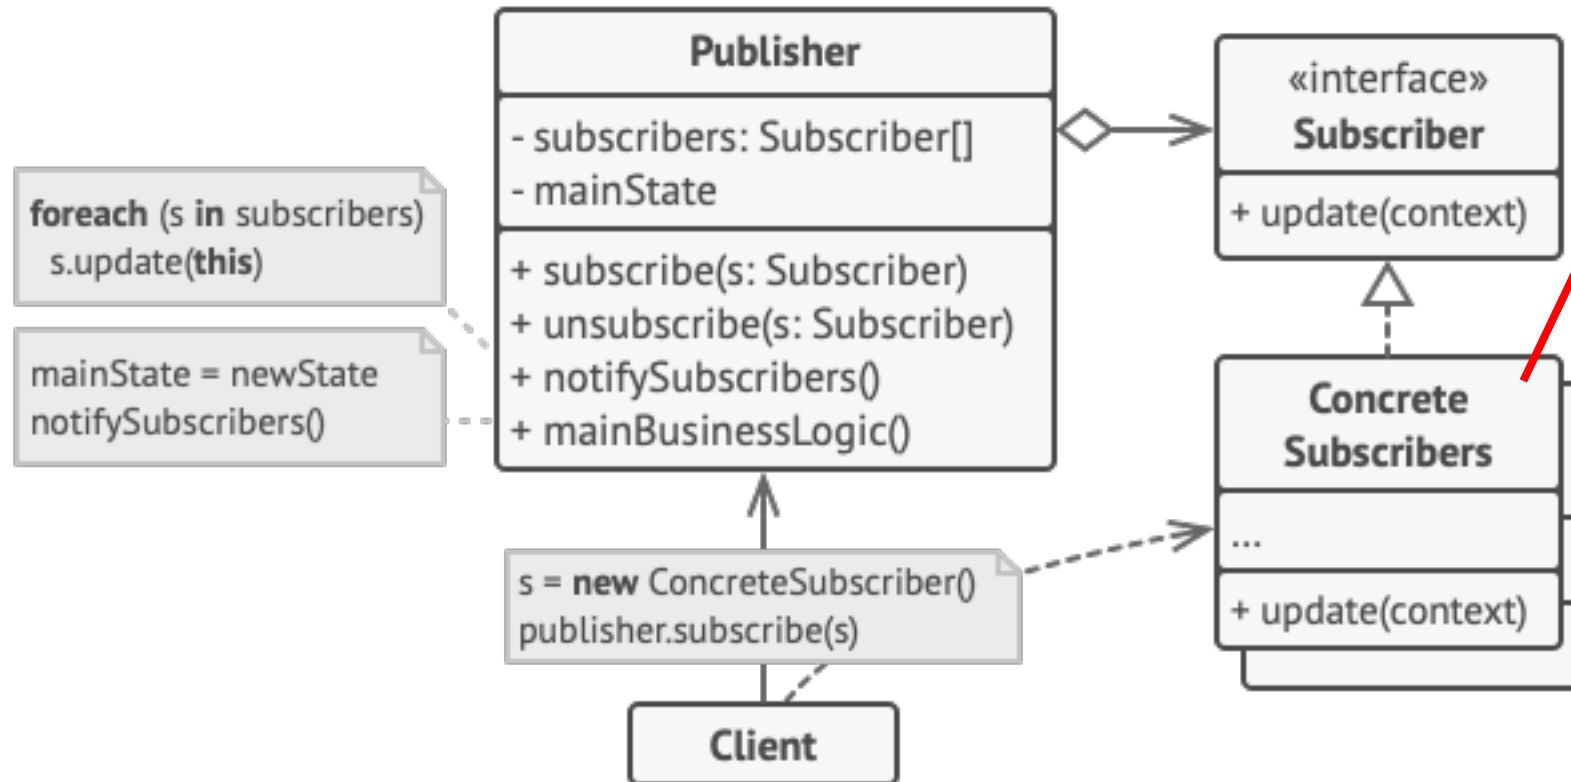 Publisher
- subscribers: Subscriber[]
- mainState
+ subscribe(s: Subscriber)
+ unsubscribe(s: Subscriber)
+ notifySubscribers()
+ mainBusinessLogic()
foreach (s in subscribers)
s.update(this)
mainState = newState
notifySubscribers()
«interface»
Subscriber
+ update(context)
Concrete
Subscribers
...
+ update(context)
s = new ConcreteSubscriber()
publisher.subscribe(s)
Client